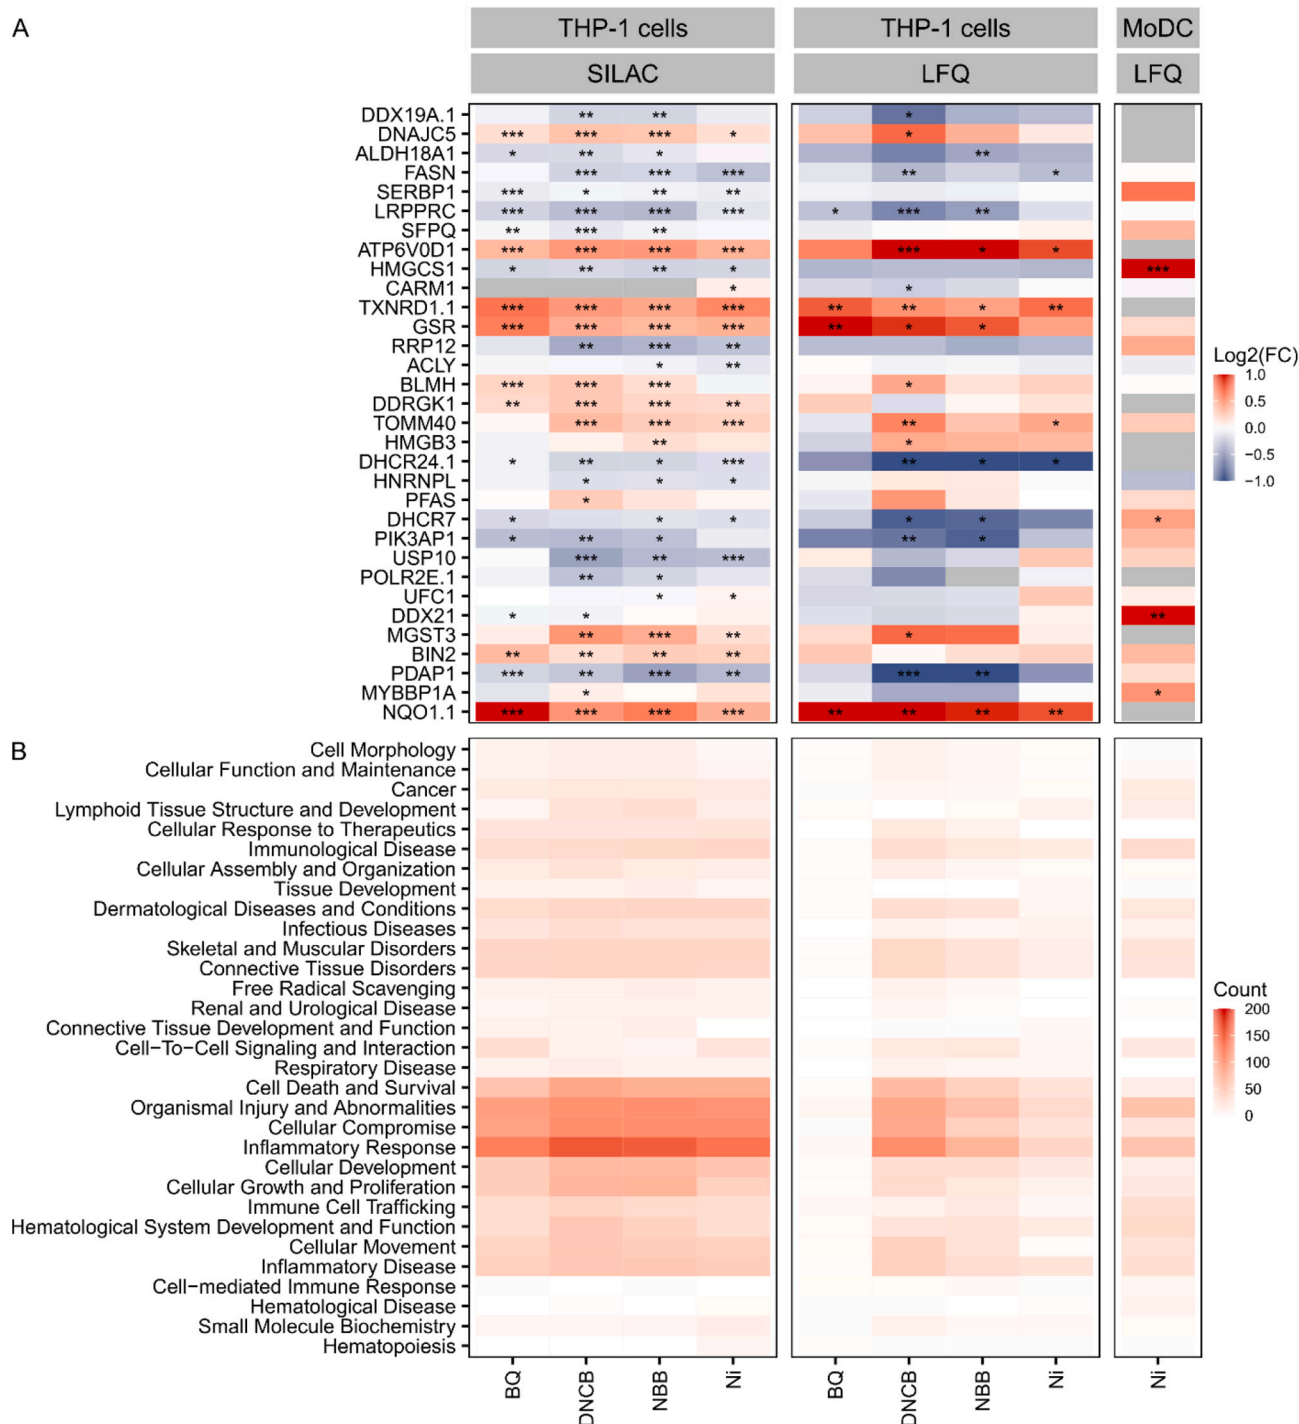 A
THP-1 cells
THP-1 cells
MoDC
SILAC
LFQ
LFQ
DDX19A.1 ** ** *
DNAJC5 *** *** *** * *
ALDH18A1 * ** * **
FASN *** *** *** ** *
SERBP1 *** * ** **
LRPPRC *** *** *** *** * *** **
SFPQ ** *** **
ATP6V0D1 *** *** *** *** *** * *
HMGCS1 * ** ** * ***
CARM1 * *
TXNRD1.1 *** *** *** *** ** ** * **
GSR *** *** *** *** ** * *
RRP12 ** *** **
ACLY * **
BLMH *** *** *** *
DDRGK1 ** *** *** **
TOMM40 *** *** *** ** *
HMGB3 ** *
DHCR24.1 * ** * *** ** * *
HNRNPL * * *
PFAS *
DHCR7 * * * * * *
PIK3AP1 * ** * ** *
USP10 *** ** ***
POLR2E.1 ** *
UFC1 * *
DDX21 * * **
MGST3 ** *** ** *
BIN2 ** ** ** **
PDAP1 *** ** *** ** *** **
MYBBP1A * *
NQO1.1 *** *** *** *** ** ** ** **
Log2(FC)
1.0
0.5
0.0
−0.5
−1.0
B
Cell Morphology
Cellular Function and Maintenance
Cancer
Lymphoid Tissue Structure and Development
Cellular Response to Therapeutics
Immunological Disease
Cellular Assembly and Organization
Tissue Development
Dermatological Diseases and Conditions
Infectious Diseases
Skeletal and Muscular Disorders
Connective Tissue Disorders
Free Radical Scavenging
Renal and Urological Disease
Connective Tissue Development and Function
Cell−To−Cell Signaling and Interaction
Respiratory Disease
Cell Death and Survival
Organismal Injury and Abnormalities
Cellular Compromise
Inflammatory Response
Cellular Development
Cellular Growth and Proliferation
Immune Cell Trafficking
Hematological System Development and Function
Cellular Movement
Inflammatory Disease
Cell−mediated Immune Response
Hematological Disease
Small Molecule Biochemistry
Hematopoiesis
Count
200
150
100
50
0
BQ
DNCB
NBB
Ni
BQ
DNCB
NBB
Ni
Ni